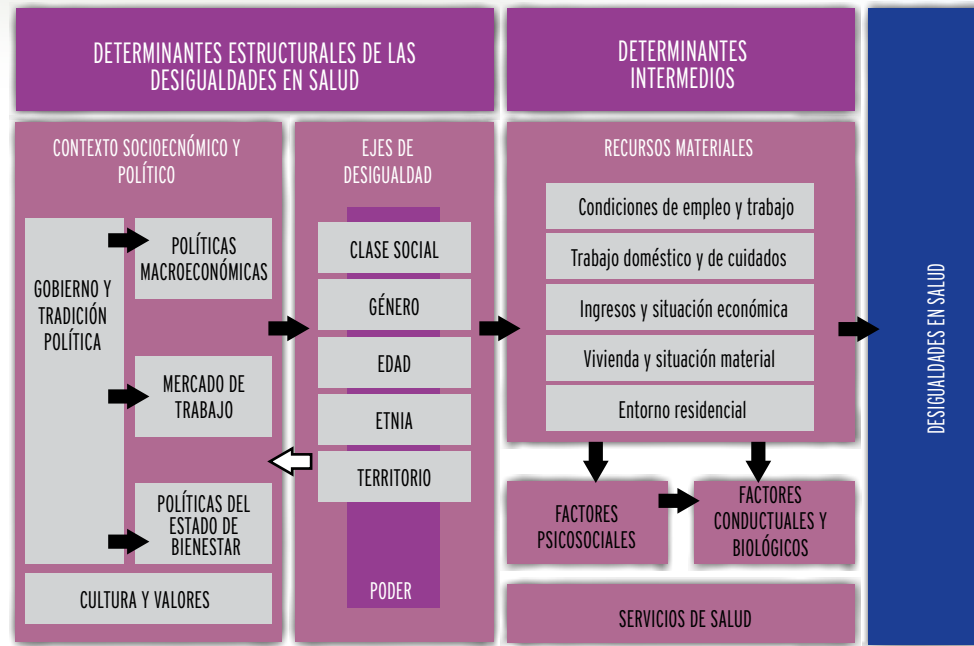 DETERMINANTES ESTRUCTURALES DE LAS
DESIGUALDADES EN SALUD
DETERMINANTES
INTERMEDIOS
CONTEXTO SOCIOECNÓMICO Y
POLÍTICO
GOBIERNO Y
TRADICIÓN
POLÍTICA
POLÍTICAS
MACROECONÓMICAS
MERCADO DE
TRABAJO
POLÍTICAS DEL
ESTADO DE
BIENESTAR
CULTURA Y VALORES
EJES DE
DESIGUALDAD
CLASE SOCIAL
GÉNERO
EDAD
ETNIA
TERRITORIO
PODER
RECURSOS MATERIALES
Condiciones de empleo y trabajo
Trabajo doméstico y de cuidados
Ingresos y situación económica
Vivienda y situación material
Entorno residencial
FACTORES
PSICOSOCIALES
FACTORES
CONDUCTUALES Y
BIOLÓGICOS
SERVICIOS DE SALUD
DESIGUALDADES EN SALUD